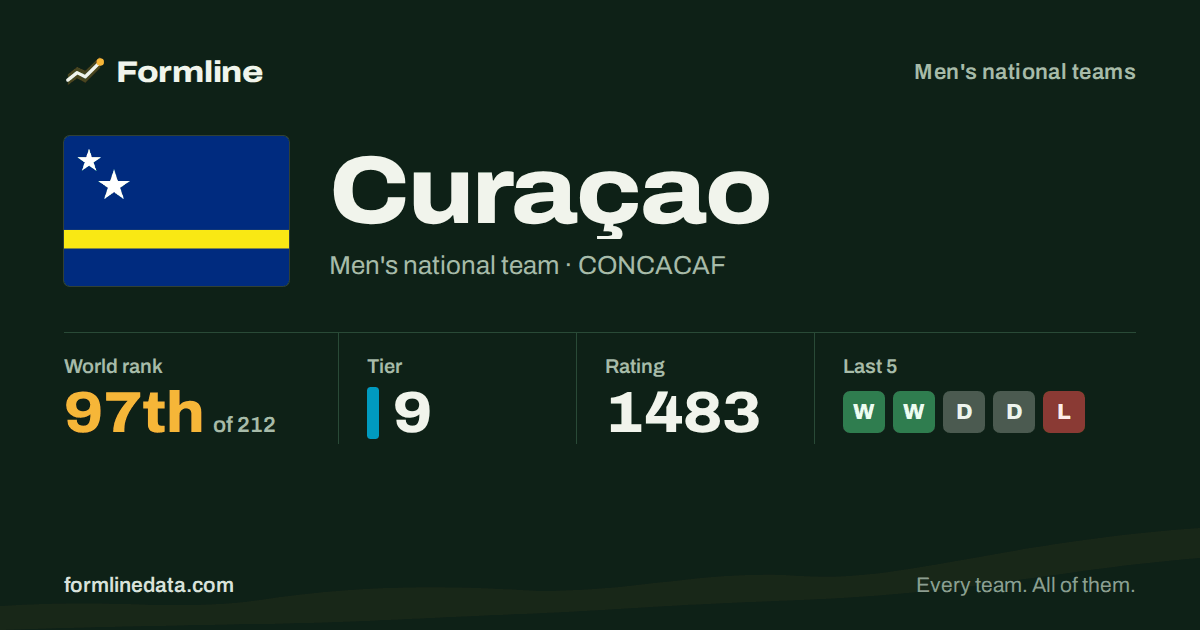 Formline
Men's national teams
Curaçao
Men's national team · CONCACAF
World rank
97th of 212
Tier
9
Rating
1483
Last 5
W W D D L
formlinedata.com
Every team. All of them.